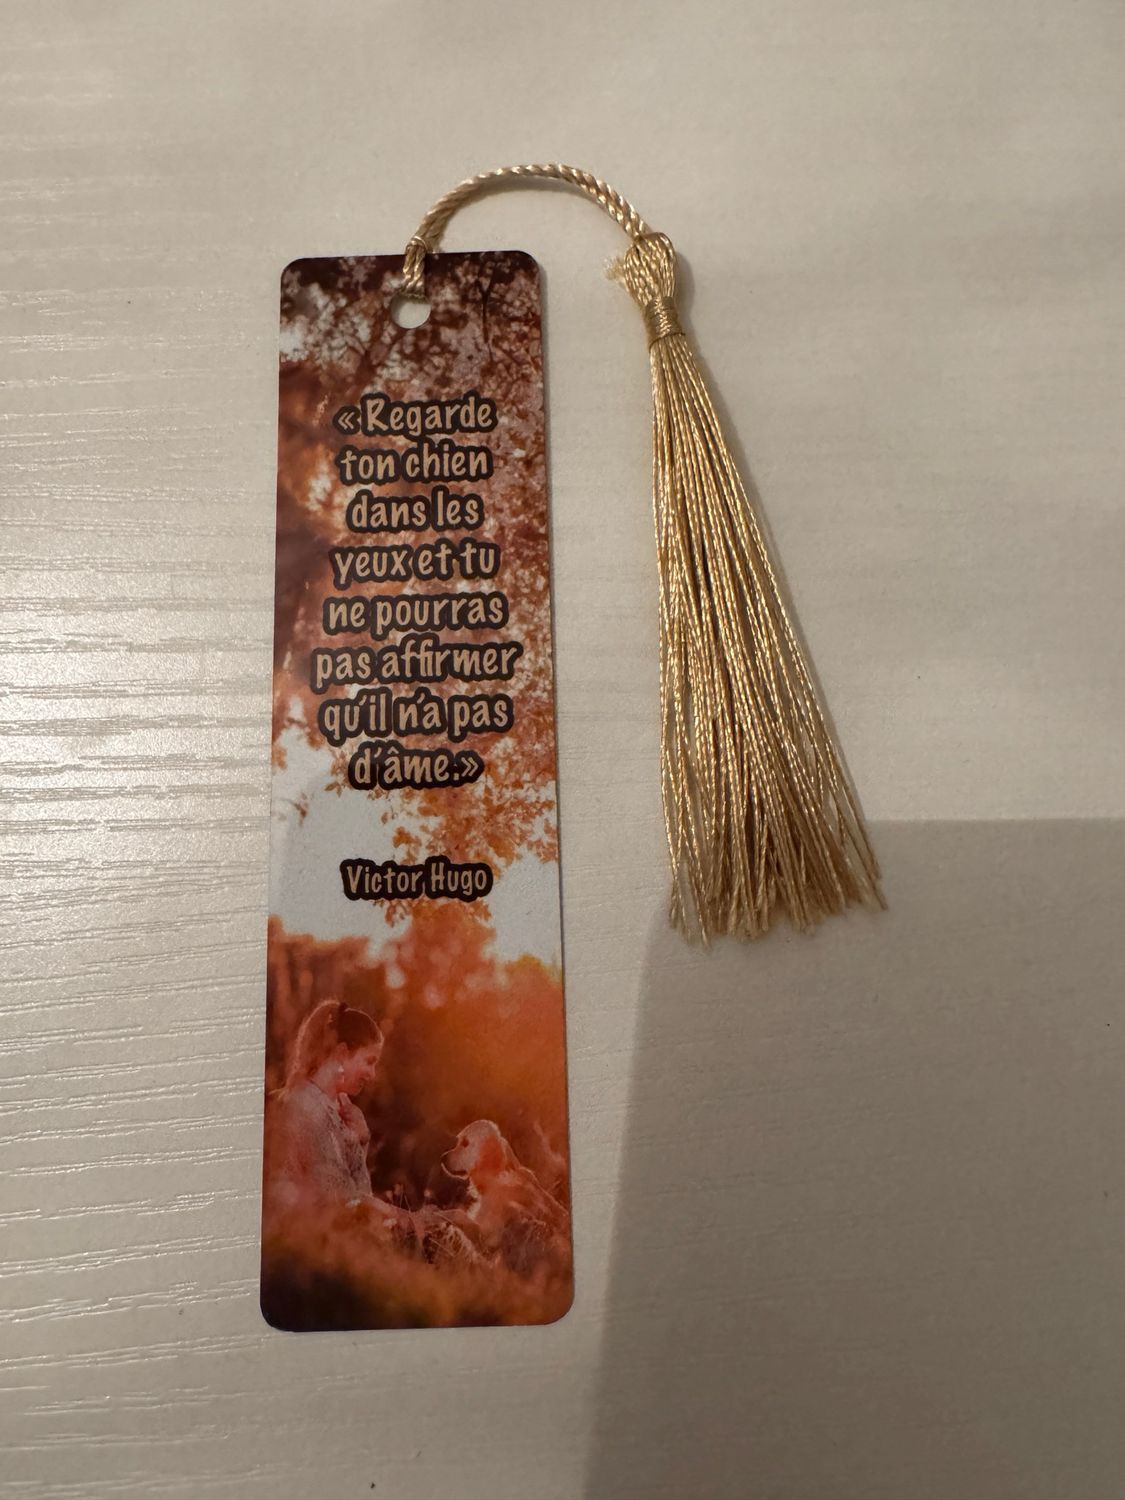 « Regarde
ton chien
dans les
yeux et tu
ne pourras
pas affirmer
qu'il n'a pas
d'âme.»
Victor Hugo